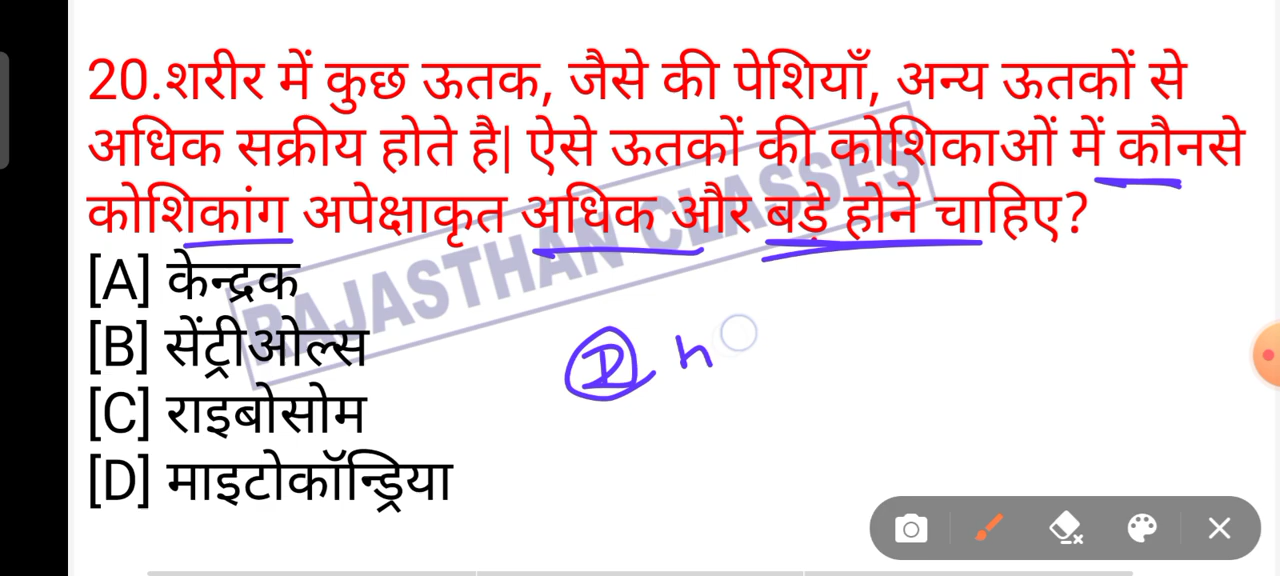 20.शरीर में कुछ ऊतक, जैसे की पेशियाँ, अन्य ऊतकों से
अधिक सक्रीय होते है| ऐसे ऊतकों की कोशिकाओं में कौनसे
कोशिकांग अपेक्षाकृत अधिक और बड़े होने चाहिए?
RAJASTHAN CLASSES
[A] केन्द्रक
[B] सेंट्रीओल्स
D
[C] राइबोसोम
[D] माइटोकॉन्ड्रिया